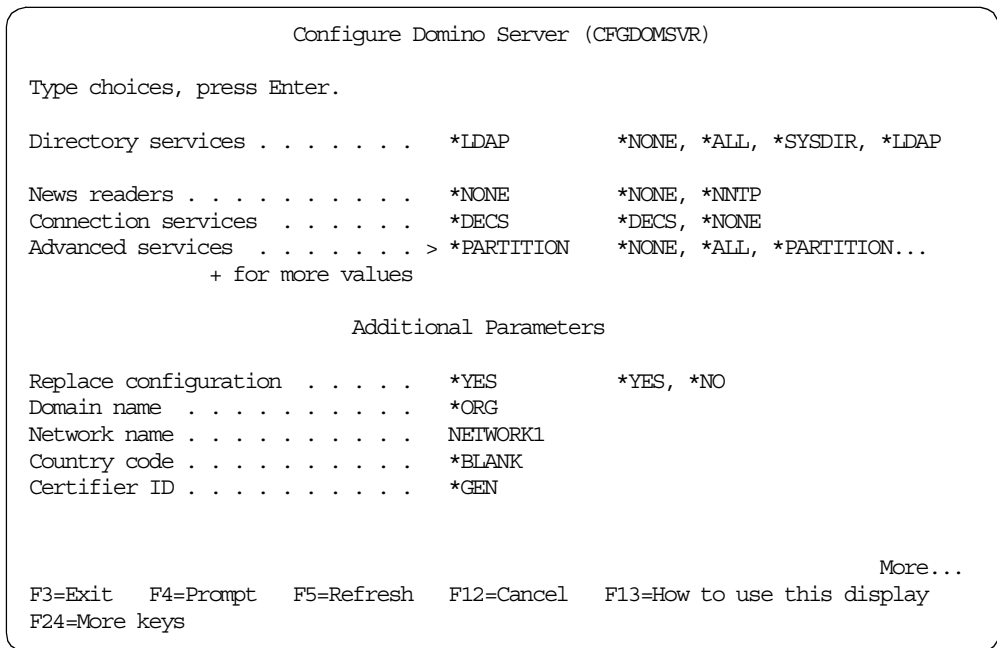 Configure Domino Server (CFGDOMSVR)
Type choices, press Enter.
Directory services . . . . . . . *LDAP *NONE, *ALL, *SYSDIR, *LDAP
News readers . . . . . . . . . . *NONE *NONE, *NNTP
Connection services . . . . . . *DECS *DECS, *NONE
Advanced services . . . . . . . > *PARTITION *NONE, *ALL, *PARTITION...
+ for more values
Additional Parameters
Replace configuration . . . . . *YES *YES, *NO
Domain name . . . . . . . . . . *ORG
Network name . . . . . . . . . . NETWORK1
Country code . . . . . . . . . . *BLANK
Certifier ID . . . . . . . . . . *GEN
More...
F3=Exit F4=Prompt F5=Refresh F12=Cancel F13=How to use this display
F24=More keys